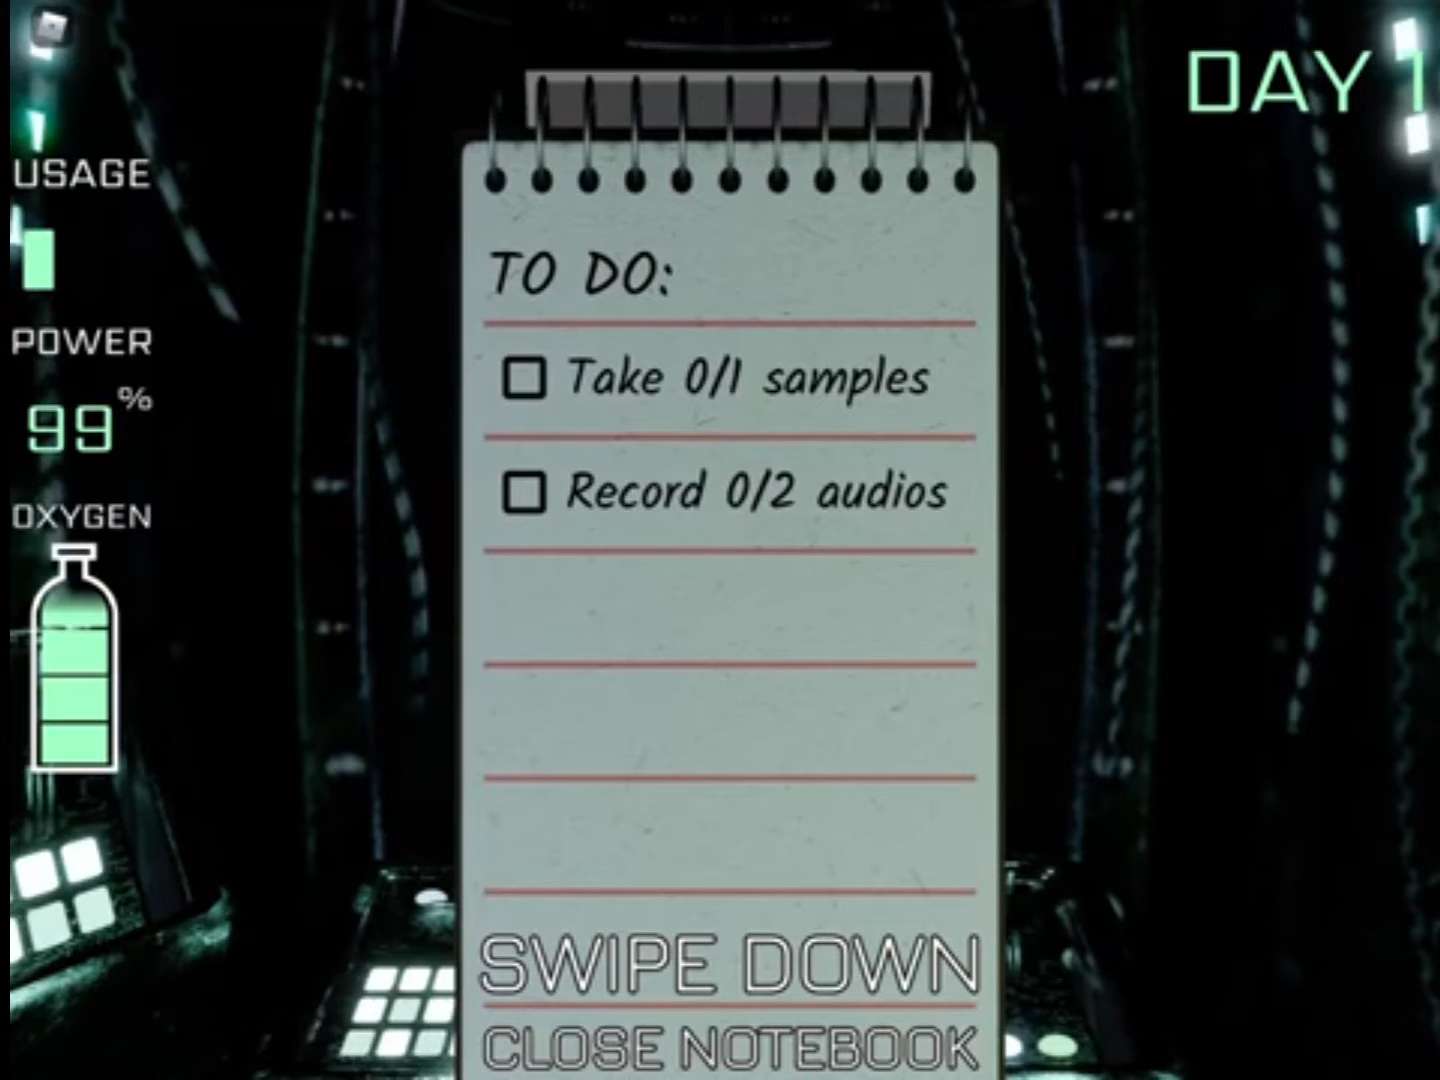 DAY 1
USAGE
POWER
99%
OXYGEN
TO DO:
Take 0/1 samples
Record 0/2 audios
SWIPE DOWN
CLOSE NOTEBOOK